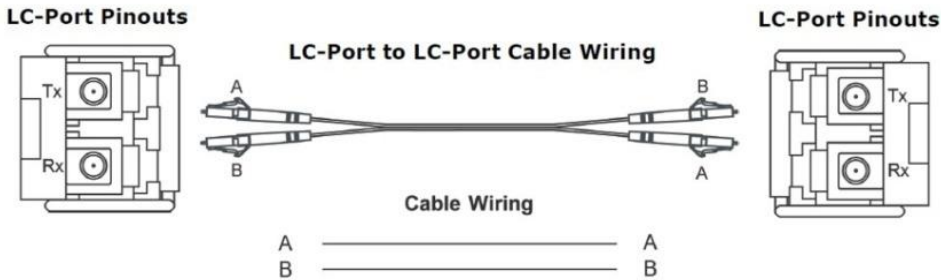 LC-Port Pinouts
LC-Port Pinouts
LC-Port to LC-Port Cable Wiring
Tx
A
B
Tx
Rx
B
A
Rx
Cable Wiring
A A
B B